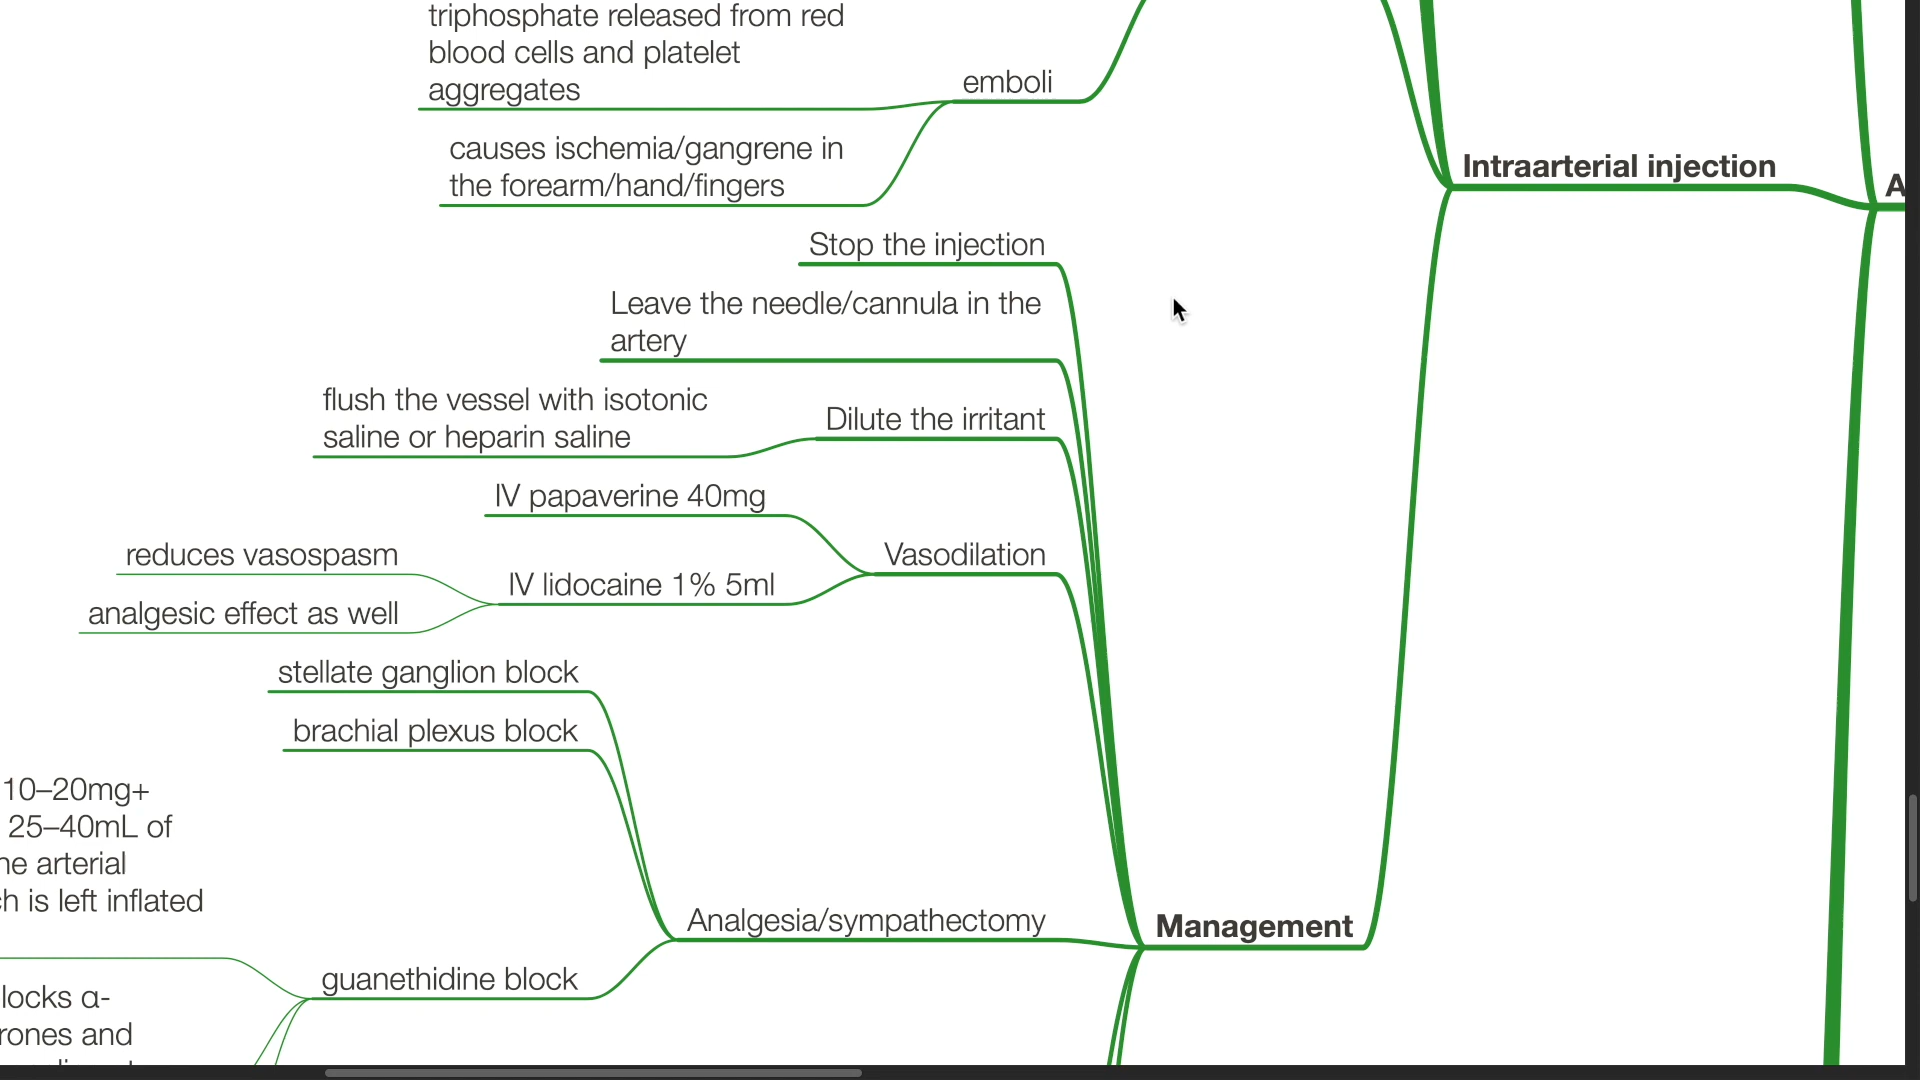 triphosphate released from red
blood cells and platelet
aggregates
emboli
causes ischemia/gangrene in
the forearm/hand/fingers
Intraarterial injection
A
Stop the injection
Leave the needle/cannula in the
artery
flush the vessel with isotonic
saline or heparin saline
Dilute the irritant
IV papaverine 40mg
reduces vasospasm
Vasodilation
IV lidocaine 1% 5ml
analgesic effect as well
stellate ganglion block
brachial plexus block
10–20mg+
25–40mL of
arterial
is left inflated
Analgesia/sympathectomy
Management
guanethidine block
α-
and